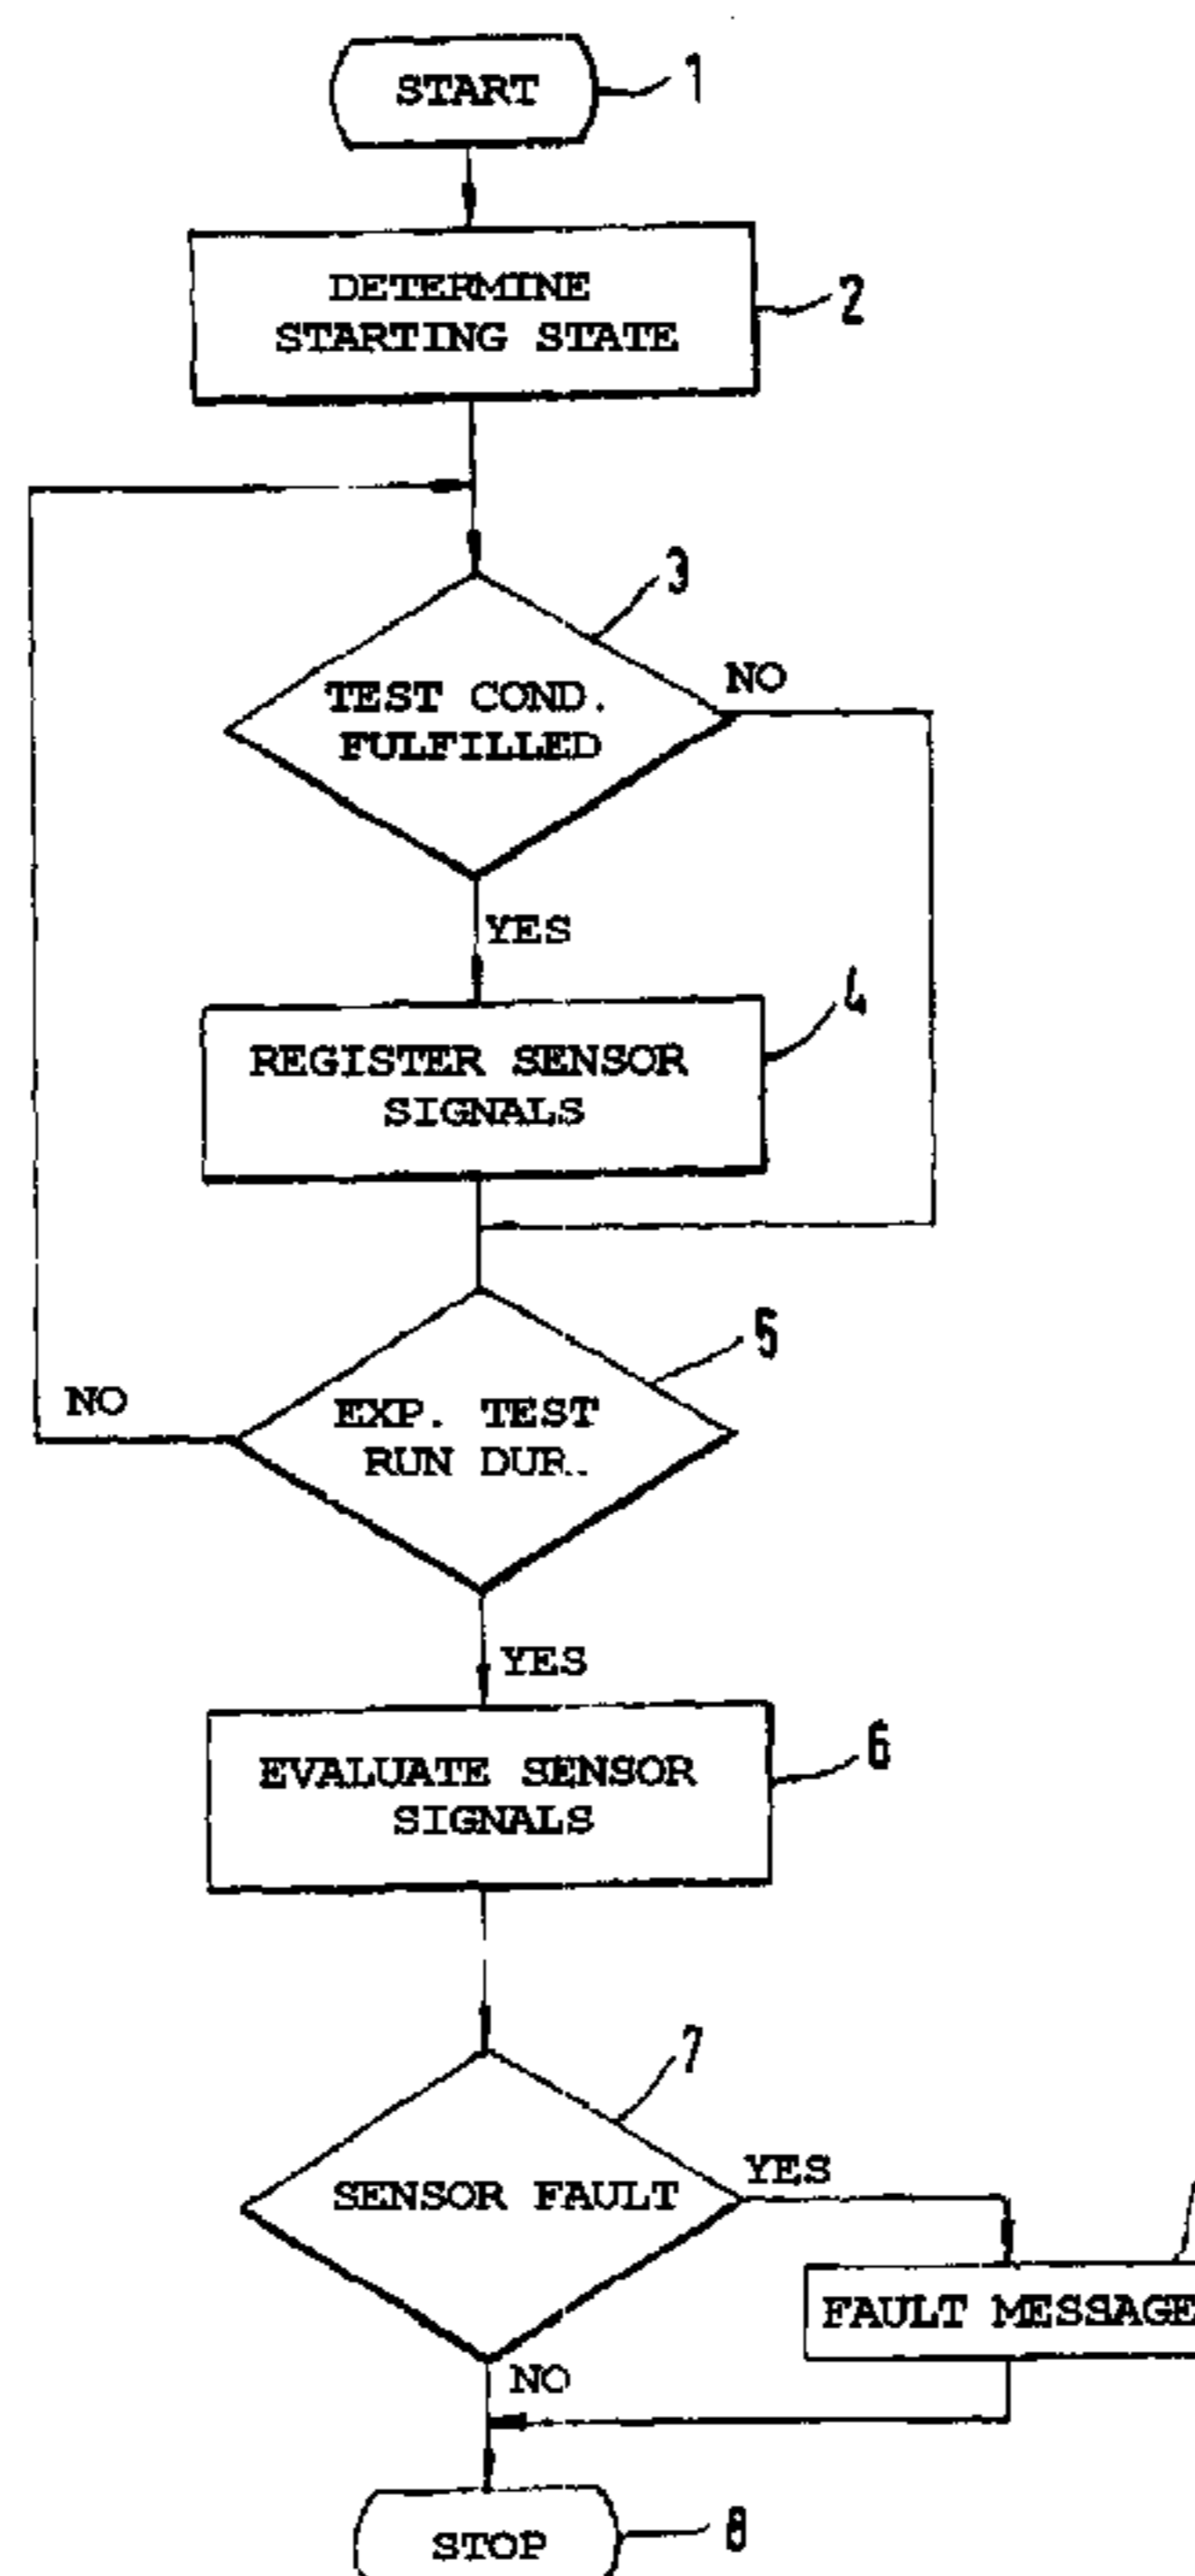 START
1
DETERMINE
STARTING STATE
2
3
TEST COND.
FULFILLED
NO
YES
4
REGISTER SENSOR
SIGNALS
5
NO
EXP. TEST
RUN DUR.
YES
EVALUATE SENSOR
SIGNALS
6
7
SENSOR FAULT
YES
FAULT MESSAGE
NO
STOP
8